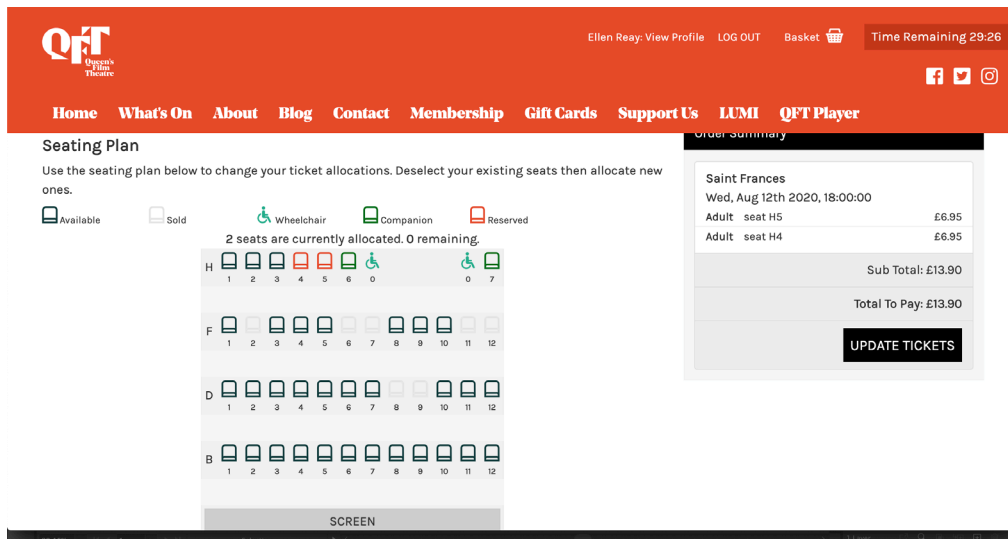 QFT
Queen's
Film
Theatre
Ellen Reay: View Profile LOG OUT Basket Time Remaining 29:26
Home What's On About Blog Contact Membership Gift Cards Support Us LUMI QFT Player
Seating Plan
Use the seating plan below to change your ticket allocations. Deselect your existing seats then allocate new
ones.
Available Sold Wheelchair Companion Reserved
2 seats are currently allocated. 0 remaining.
H
1 2 3 4 5 6 0 0 7
F
1 2 3 4 5 6 7 8 9 10 11 12
D
1 2 3 4 5 6 7 8 9 10 11 12
B
1 2 3 4 5 6 7 8 9 10 11 12
SCREEN
Order Summary
Saint Frances
Wed, Aug 12th 2020, 18:00:00
Adult seat H5 £6.95
Adult seat H4 £6.95
Sub Total: £13.90
Total To Pay: £13.90
UPDATE TICKETS